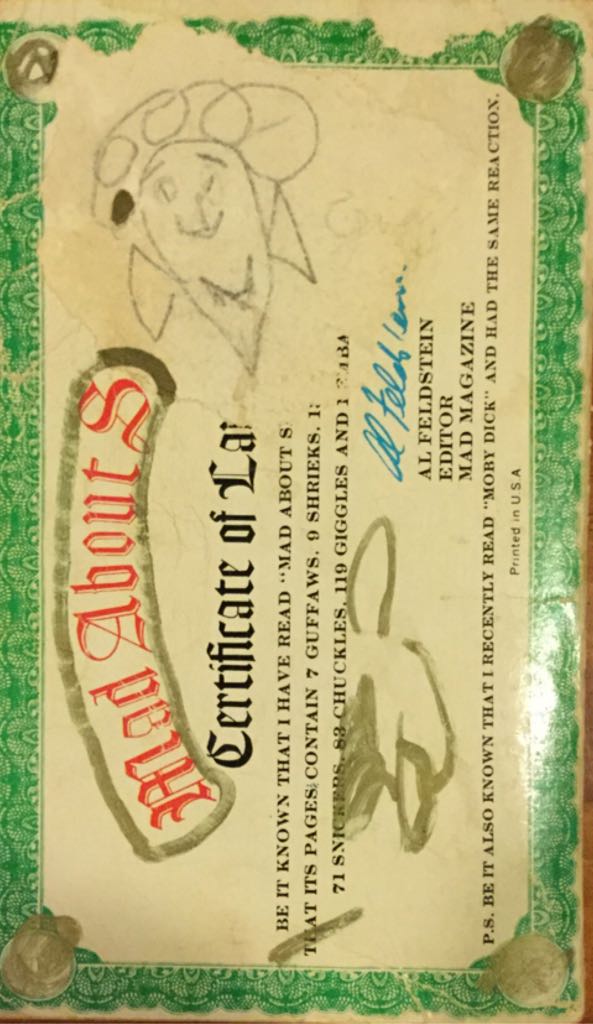 Mad About S
Certificate of La
BE IT KNOWN THAT I HAVE READ "MAD ABOUT S
THAT ITS PAGES CONTAIN 7 GUFFAWS. 9 SHRIEKS. 1
71 SNICKERS. 83 CHUCKLES. 119 GIGGLES AND 1
Al Feldstein.
AL FELDSTEIN
EDITOR
MAD MAGAZINE
P.S. BE IT ALSO KNOWN THAT I RECENTLY READ "MOBY DICK" AND HAD THE SAME REACTION.
Printed in U S A